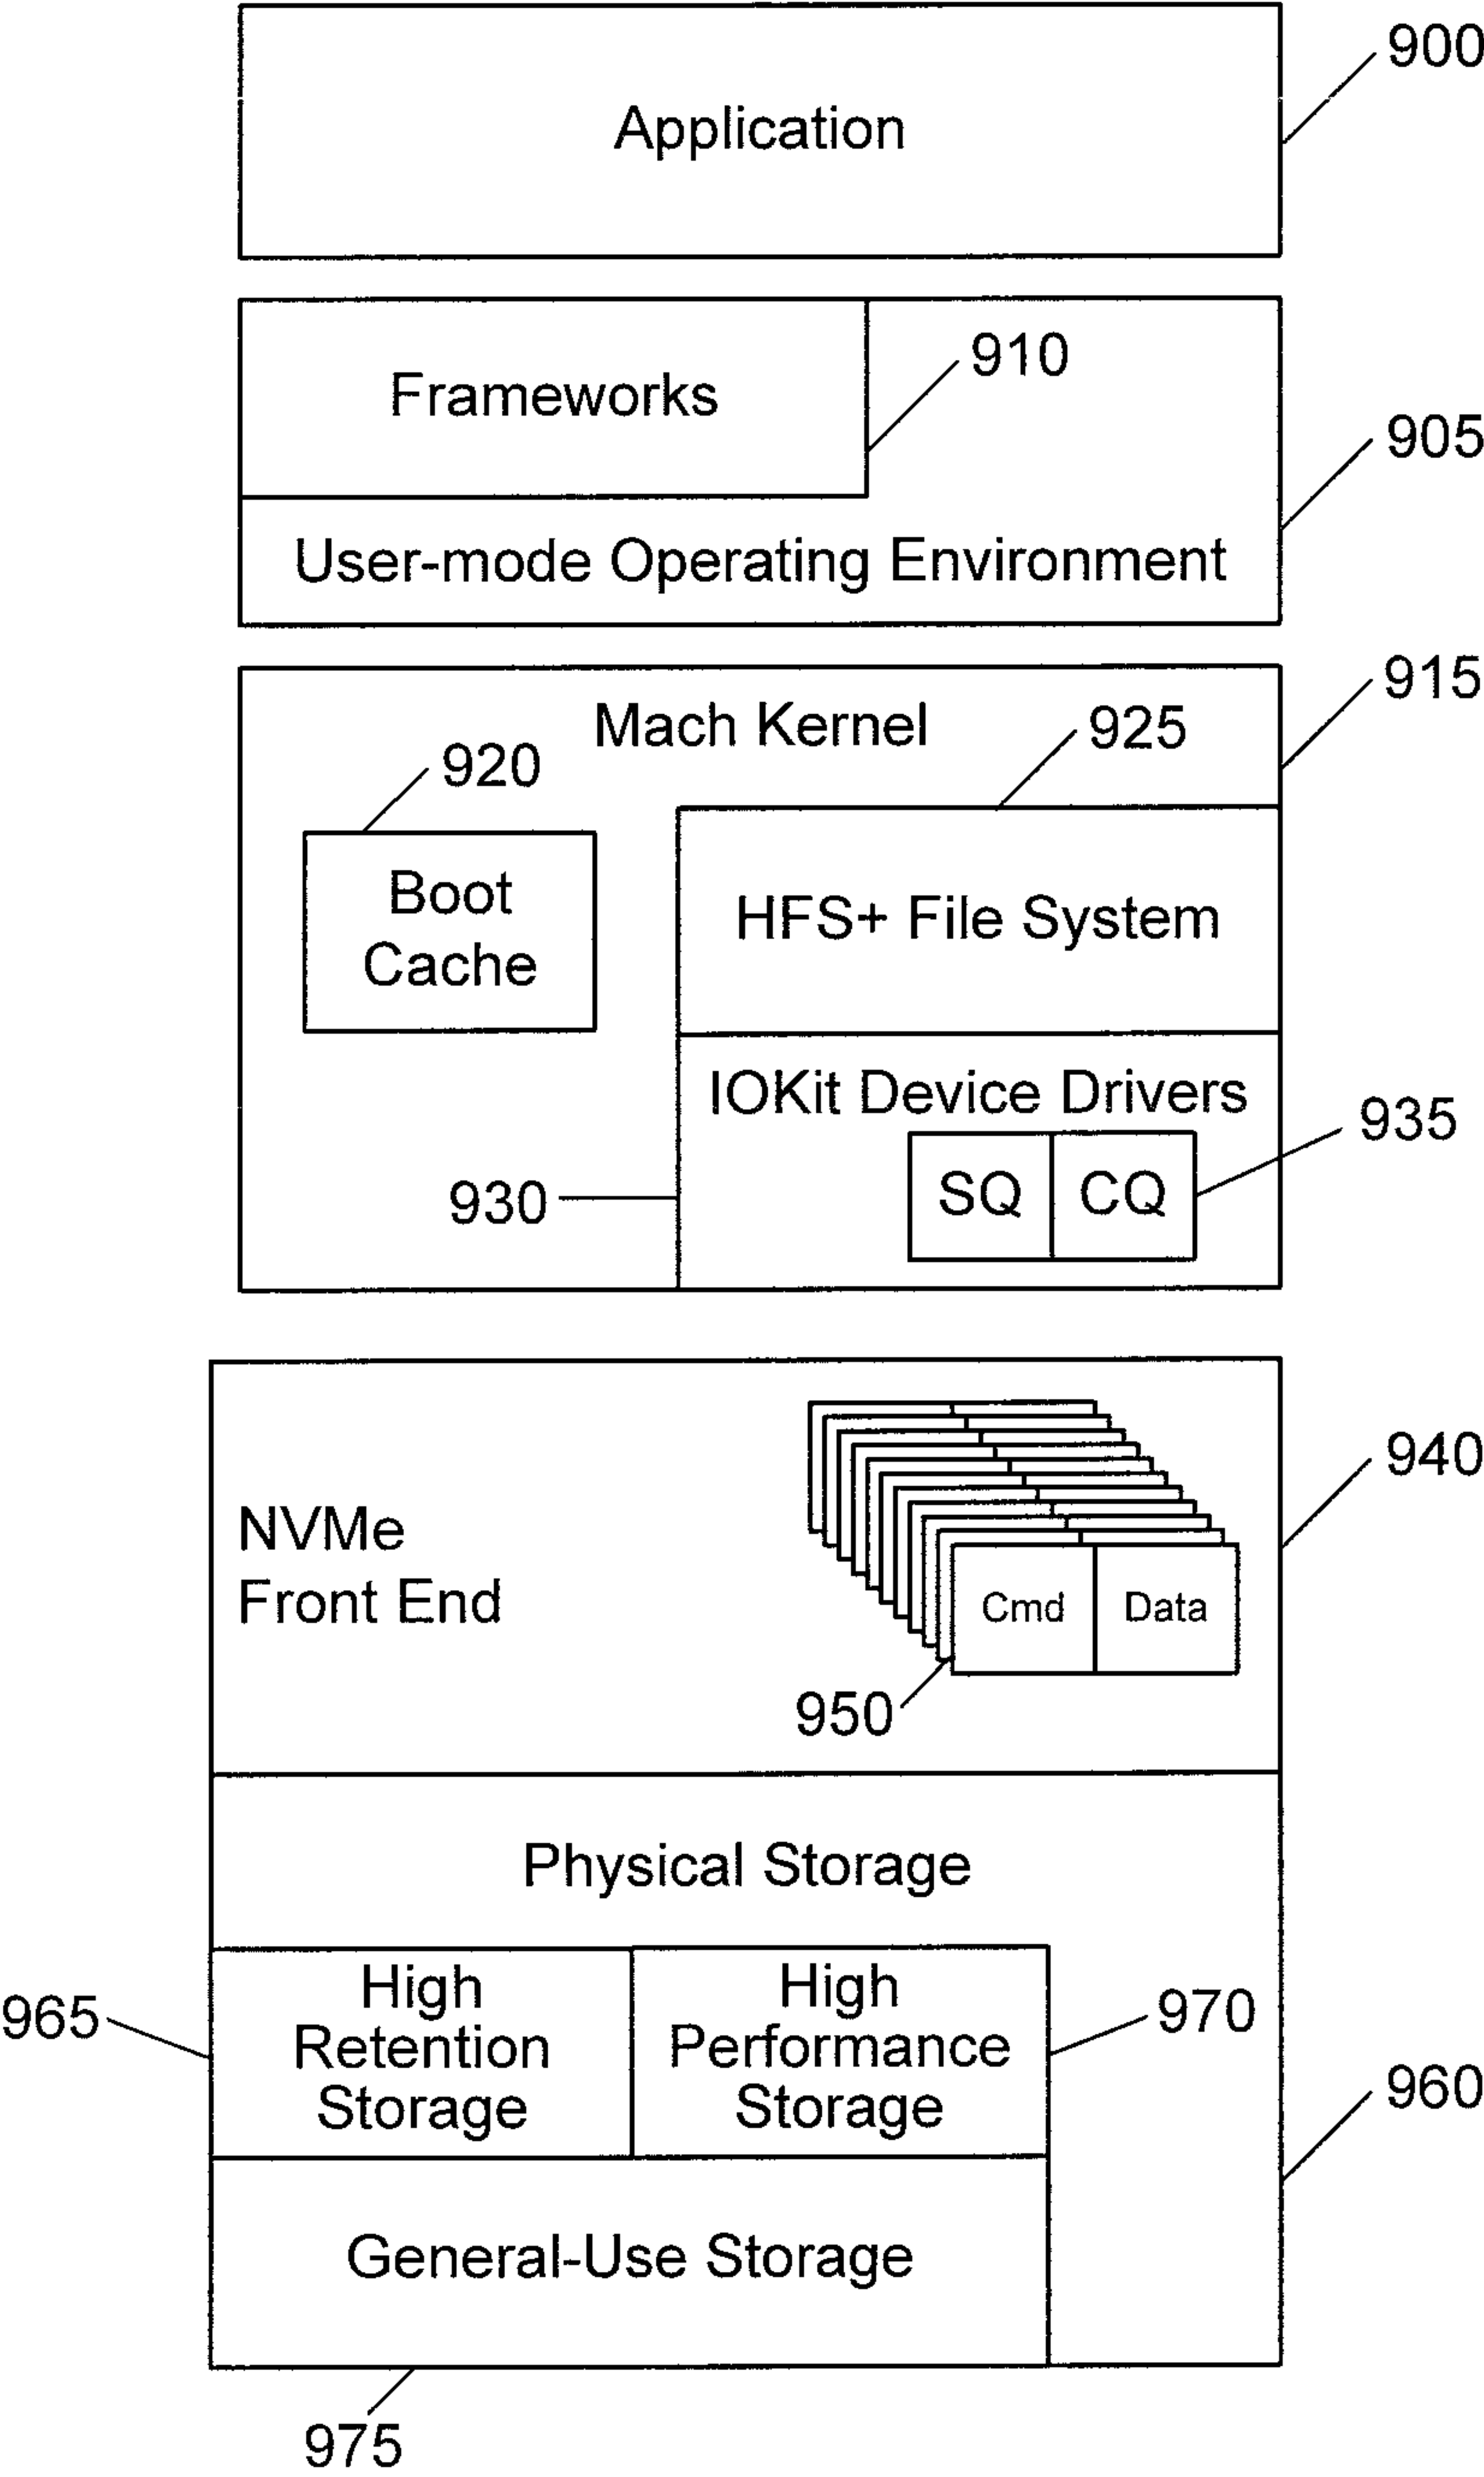 900
Application
Frameworks
910
905
User-mode Operating Environment
915
Mach Kernel
925
920
Boot
Cache
HFS+ File System
IOKit Device Drivers
935
930
SQ
CQ
940
NVMe
Front End
Cmd
Data
950
Physical Storage
965
High
Retention
Storage
High
Performance
Storage
970
960
General-Use Storage
975